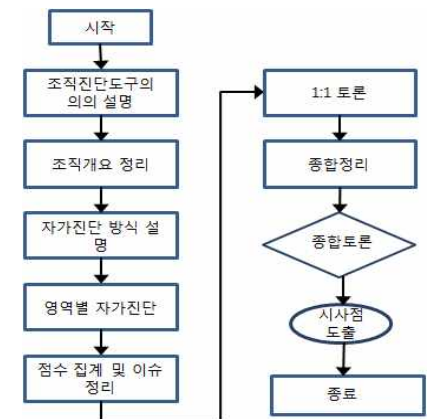 시작
조직진단도구의
의의 설명
조직개요 정리
자가진단 방식 설
명
영역별 자가진단
점수 집계 및 이슈
정리
1:1 토론
종합정리
종합토론
시사점
도출
종료